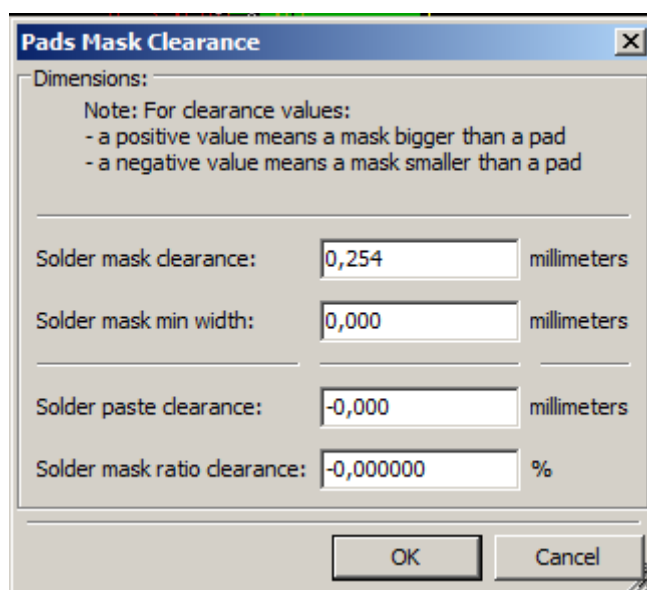 Pads Mask Clearance
Dimensions:
Note: For clearance values:
- a positive value means a mask bigger than a pad
- a negative value means a mask smaller than a pad
Solder mask clearance: 0,254 millimeters
Solder mask min width: 0,000 millimeters
Solder paste clearance: -0,000 millimeters
Solder mask ratio clearance: -0,000000 %
OK Cancel